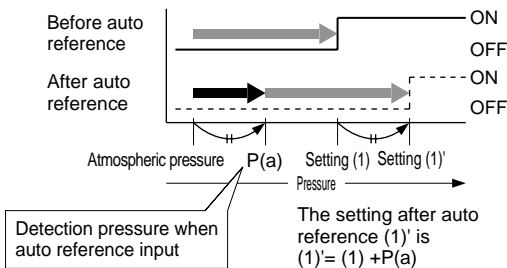 Before auto
reference
ON
OFF
After auto
reference
ON
OFF
Atmospheric pressure P(a) Setting (1) Setting (1)'
Pressure
Detection pressure when
auto reference input
The setting after auto
reference (1)' is
(1)'= (1) +P(a)